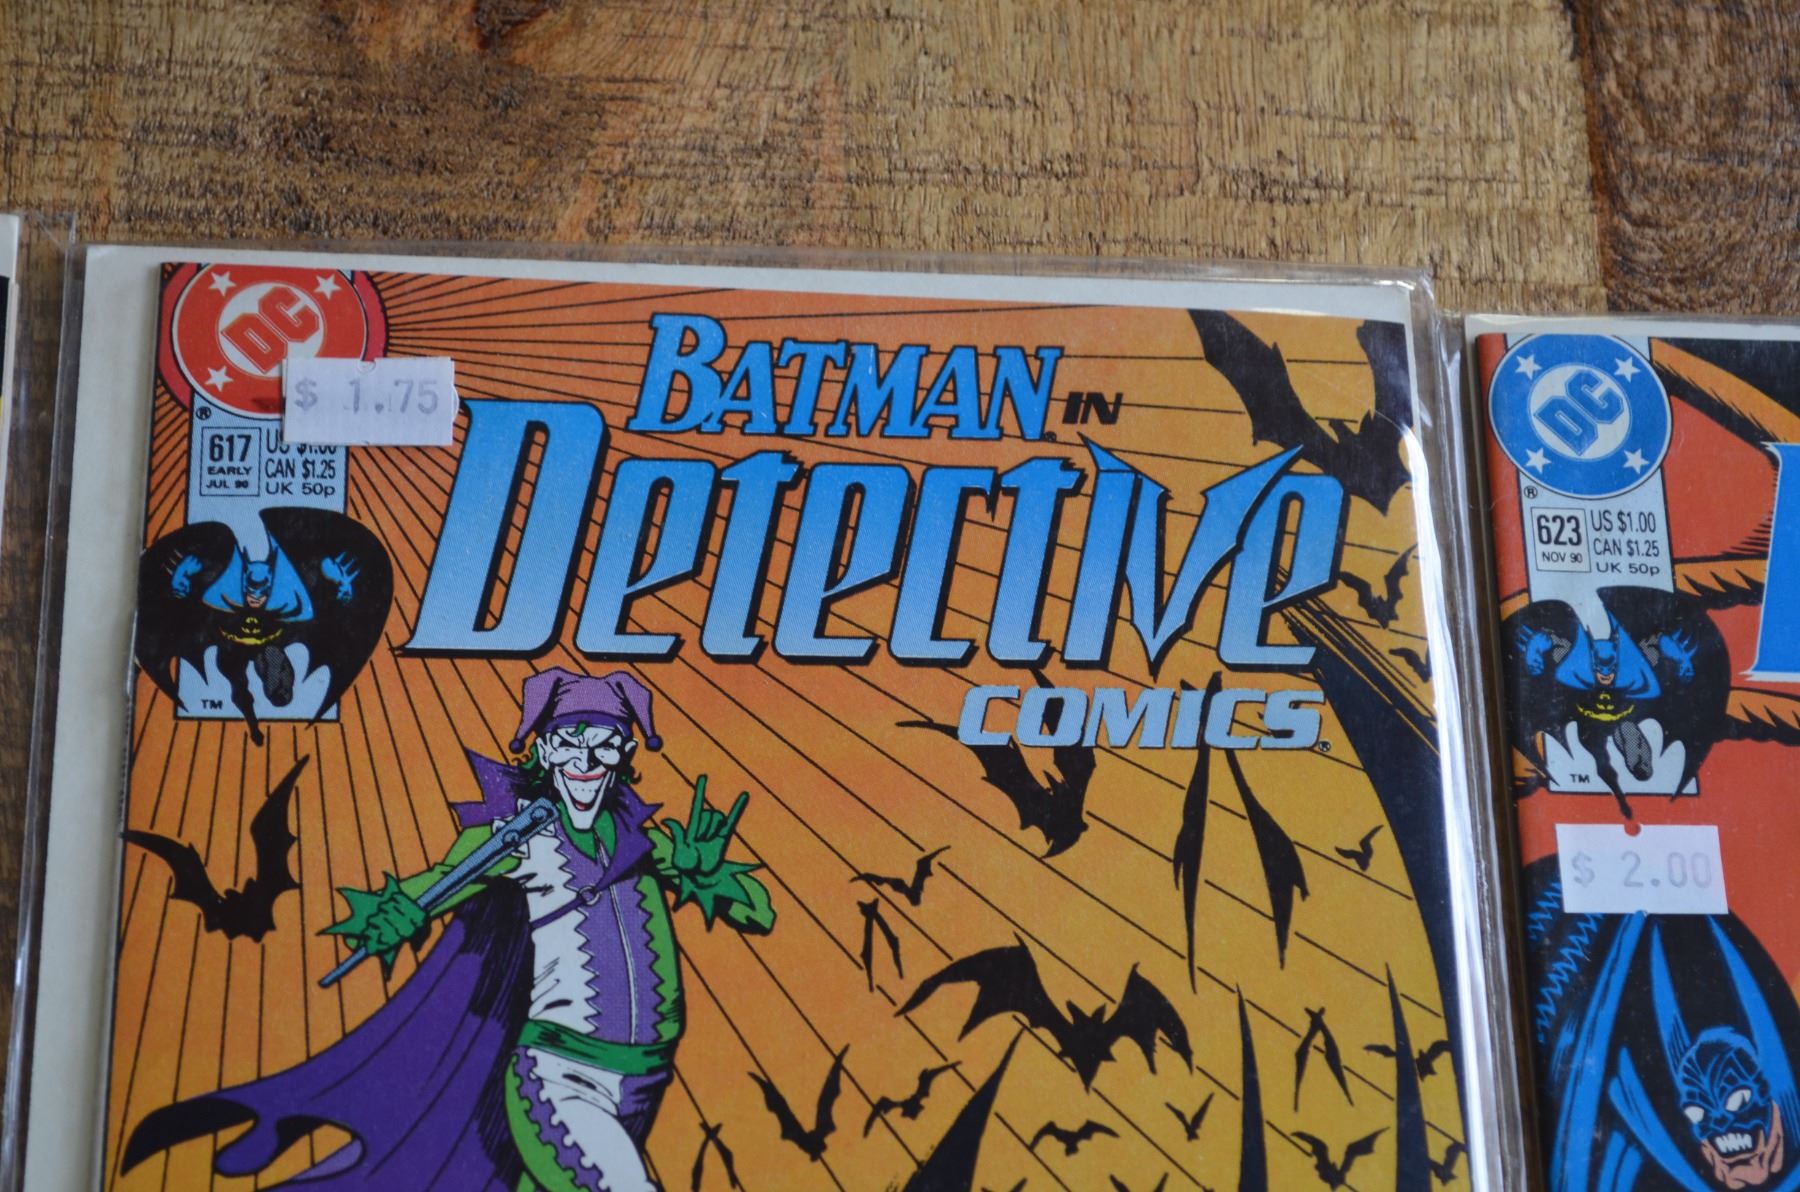 DC
$ 1.75
®
617
EARLY
JUL 90
US $1.00
CAN $1.25
UK 50p
TM
BATMAN IN
DETECTIVE
COMICS
DC
®
623
NOV 90
US $1.00
CAN $1.25
UK 50p
TM
$ 2.00